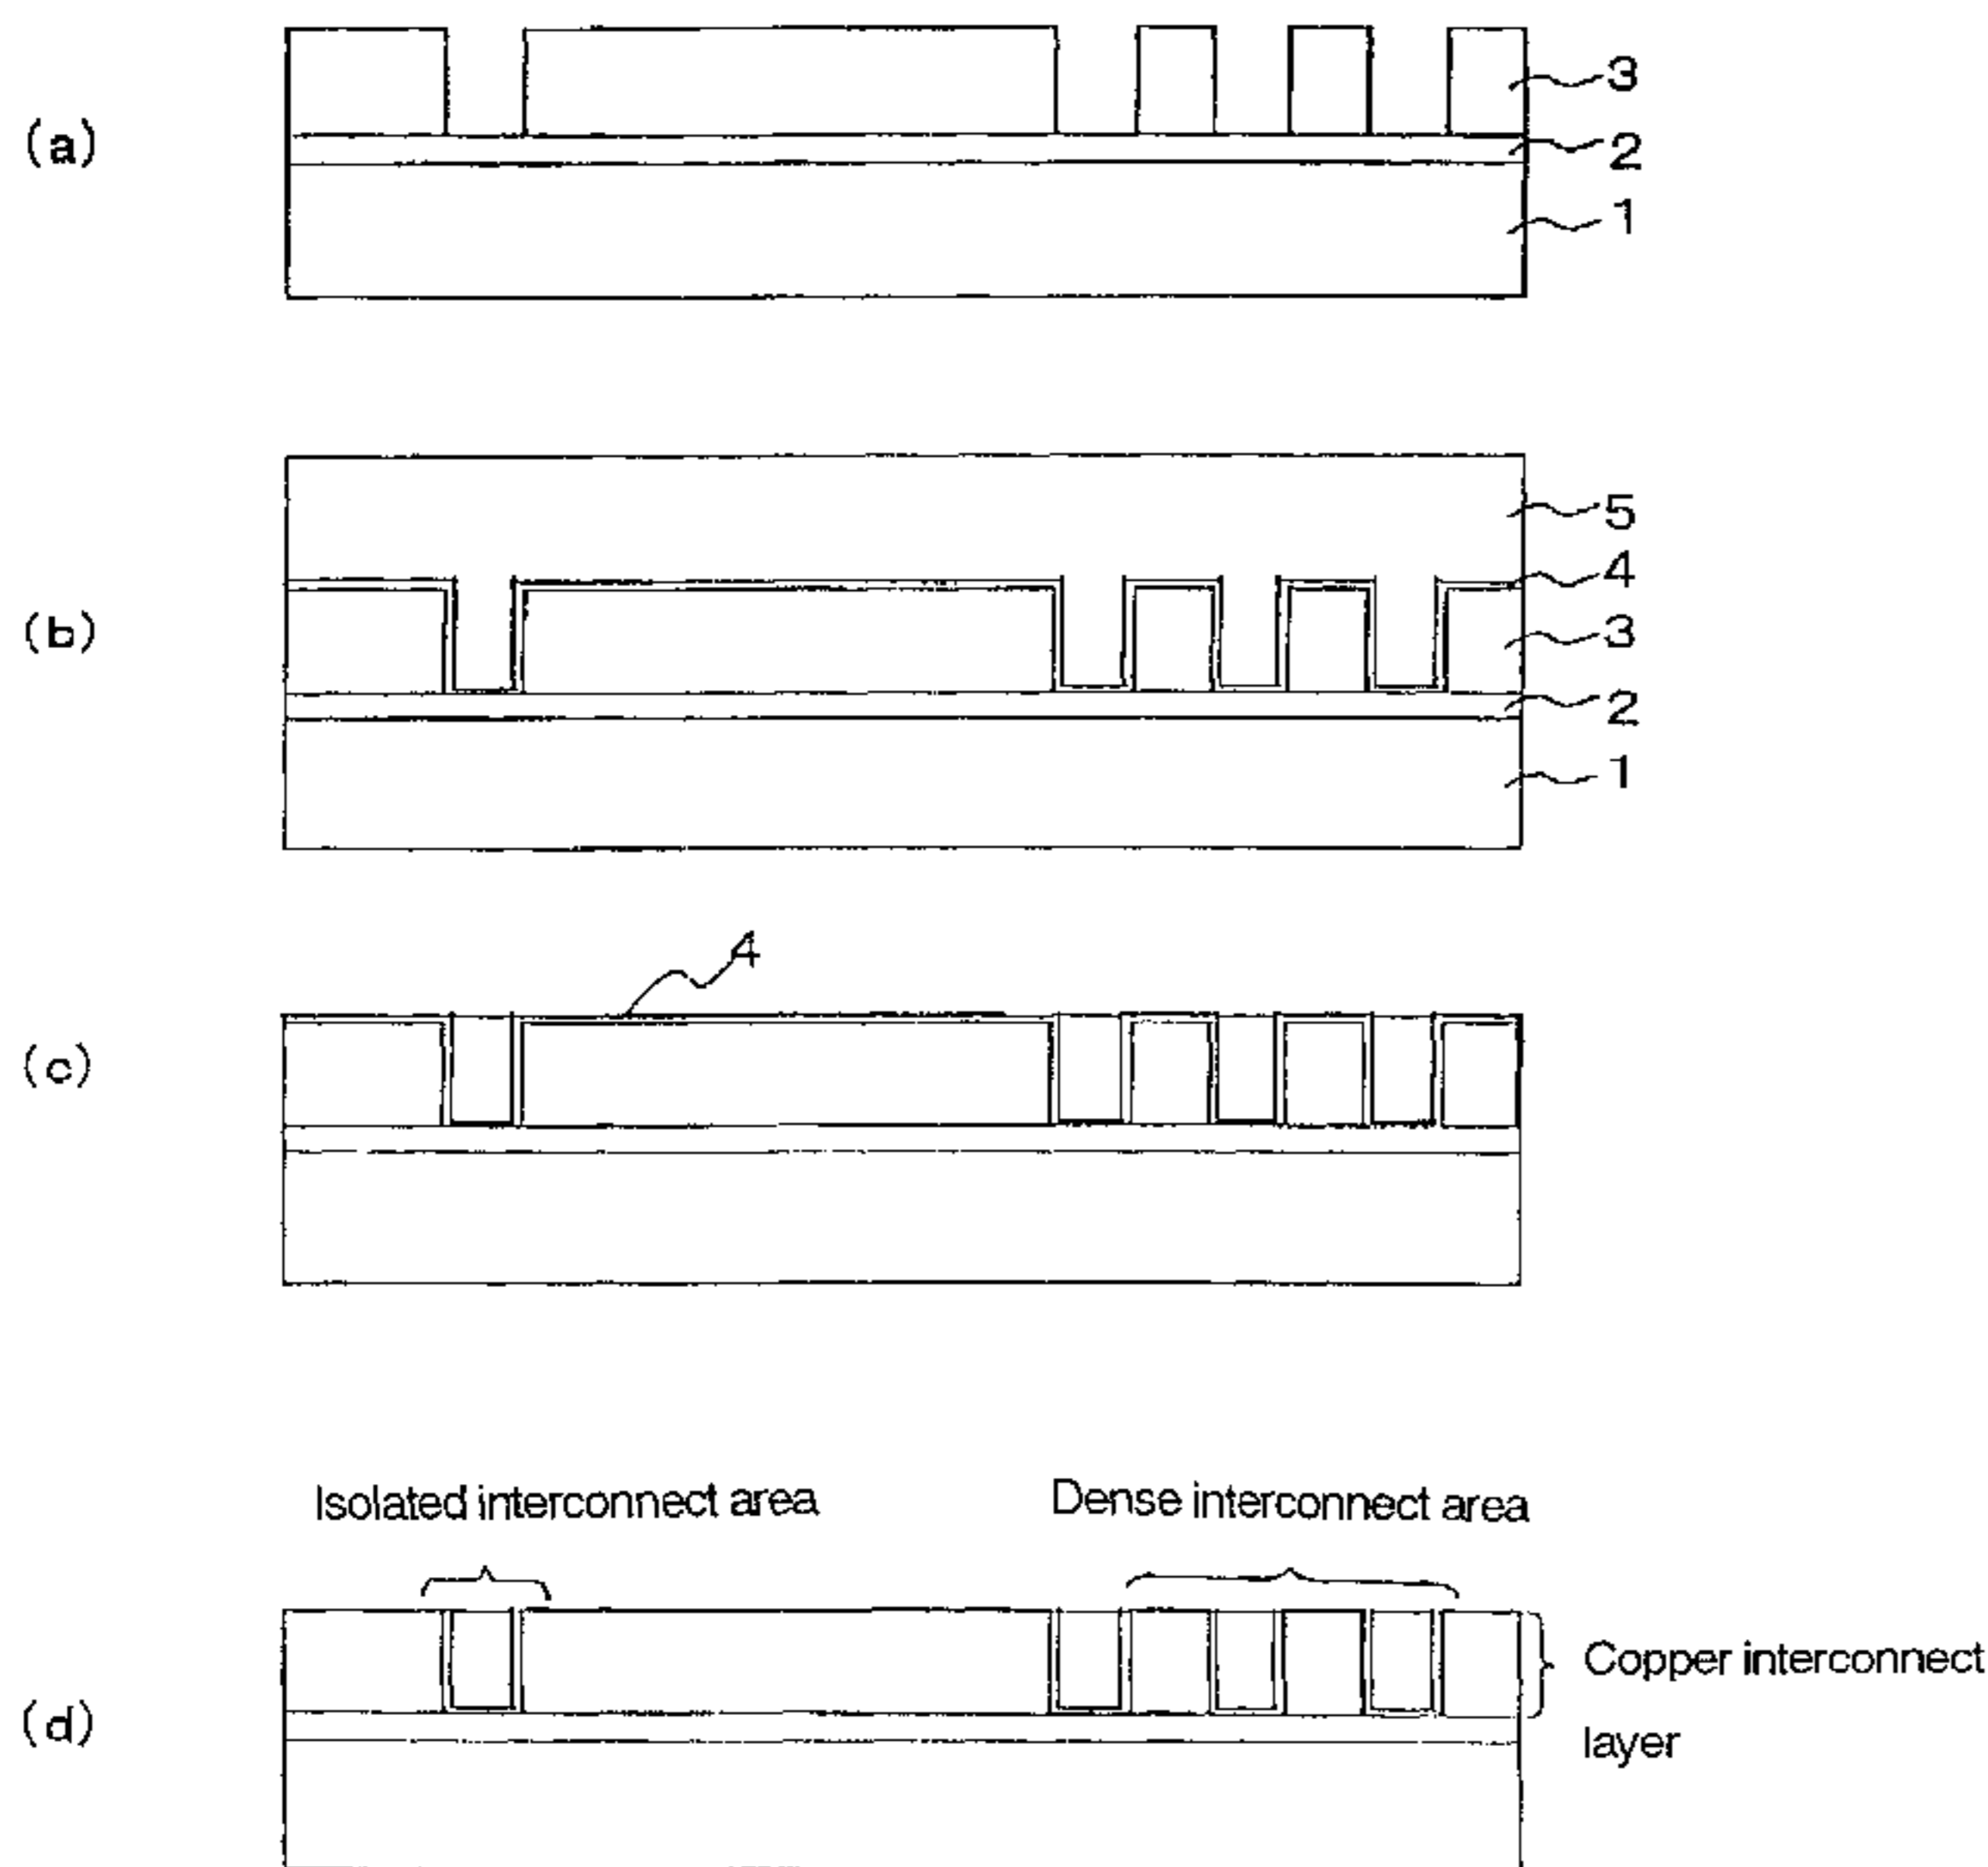 (a)
3
2
1
(b)
5
4
3
2
1
4
(c)
Isolated interconnect area
Dense interconnect area
Copper interconnect
layer
(d)